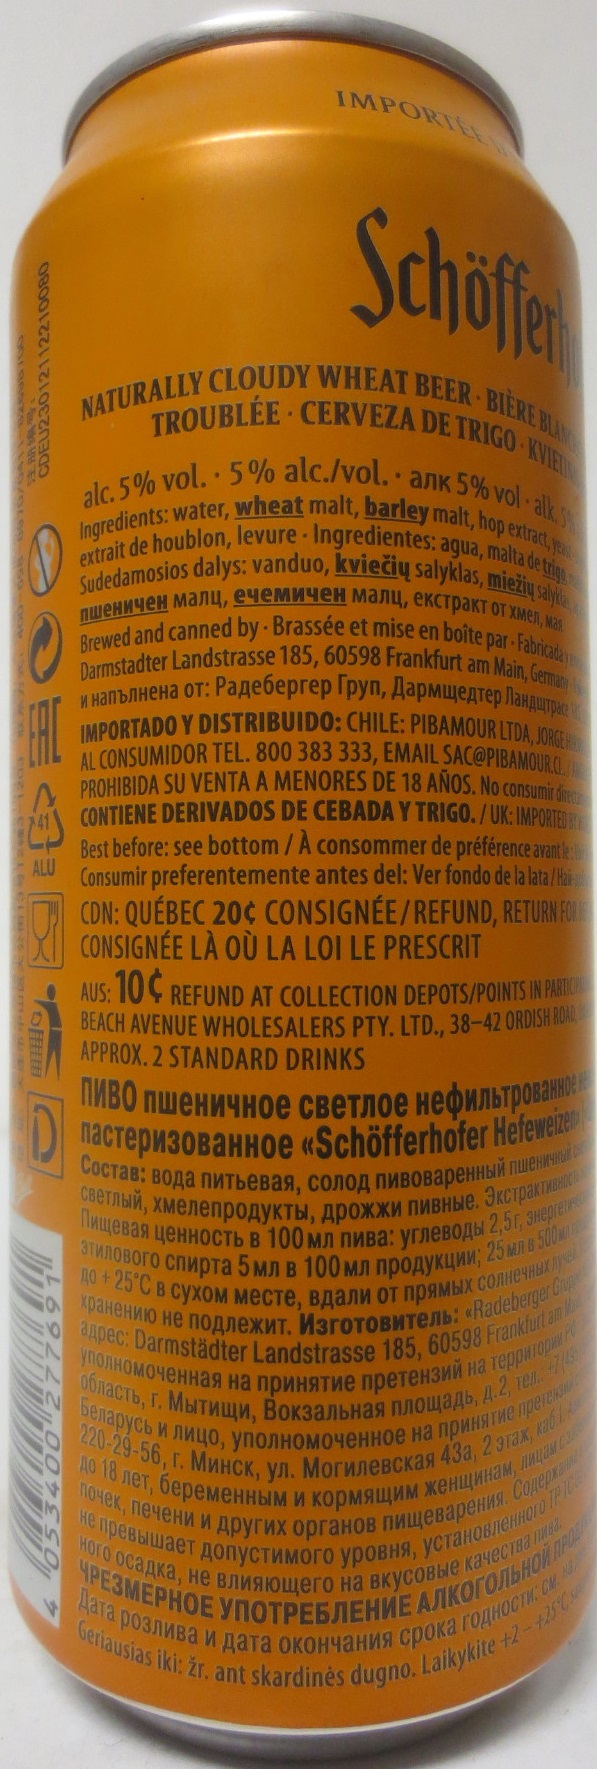 IMPORTÉE
Schöfferho
NATURALLY CLOUDY WHEAT BEER · BIÈRE BLANCHE
TROUBLÉE · CERVEZA DE TRIGO ·
alc. 5% vol. · 5% alc./vol. · алк 5% vol · alk. 5%
Ingredients: water, wheat malt, barley malt, hop extract, yeast
extrait de houblon, levure · Ingredientes: agua, malta de trigo
Sudedamosios dalys: vanduo, kviečių salyklas, miežių salyklas
пшеничен малц, ечемичен малц, екстракт от хмел, мая
Brewed and canned by · Brassée et mise en boîte par · Fabricada y
Darmstadter Landstrasse 185, 60598 Frankfurt am Main, Germany
и напълнена от: Радебергер Груп, Дармщедтер Ландщрасе
IMPORTADO Y DISTRIBUIDO: CHILE: PIBAMOUR LTDA, JORGE
AL CONSUMIDOR TEL. 800 383 333, EMAIL SAC@PIBAMOUR.CL /
PROHIBIDA SU VENTA A MENORES DE 18 AÑOS. No consumir
CONTIENE DERIVADOS DE CEBADA Y TRIGO. / UK: IMPORTED BY
Best before: see bottom / À consommer de préférence avant le :
Consumir preferentemente antes del: Ver fondo de la lata /
CDN: QUÉBEC 20¢ CONSIGNÉE/REFUND, RETURN FOR
CONSIGNÉE LÀ OÙ LA LOI LE PRESCRIT
AUS: 10¢ REFUND AT COLLECTION DEPOTS/POINTS IN
BEACH AVENUE WHOLESALERS PTY. LTD., 38–42 ORDISH ROAD,
APPROX. 2 STANDARD DRINKS
ПИВО пшеничное светлое нефильтрованное
пастеризованное «Schöfferhofer Hefeweizen»
Состав: вода питьевая, солод пивоваренный пшеничный
светлый, хмелепродукты, дрожжи пивные. Экстрактивность
Пищевая ценность в 100 мл пива: углеводы 2,5 г,
этилового спирта 5 мл в 100 мл продукции; 25 мл в 500 мл
до + 25°C в сухом месте, вдали от прямых солнечных лучей.
хранению не подлежит. Изготовитель: «Radeberger Gruppe
адрес: Darmstädter Landstrasse 185, 60598 Frankfurt am Main
уполномоченная на принятие претензий на территории РФ
область, г. Мытищи, Вокзальная площадь, д.2, тел.
Беларусь и лицо, уполномоченное на принятие претензий
220-29-56, г. Минск, ул. Могилевская 43а, 2 этаж, каб 1.
до 18 лет, беременным и кормящим женщинам, лицам с
почек, печени и других органов пищеварения. Содержание
не превышает допустимого уровня, установленного ТР ТС
ного осадка, не влияющего на вкусовые качества пива.
ЧРЕЗМЕРНОЕ УПОТРЕБЛЕНИЕ АЛКОГОЛЬНОЙ
Дата розлива и дата окончания срока годности: см. на
Geriausias iki: žr. ant skardinės dugno. Laikykite +2 – +25°C,
CDEU230121112210080
EAC
41
ALU
D
4 053400 277691